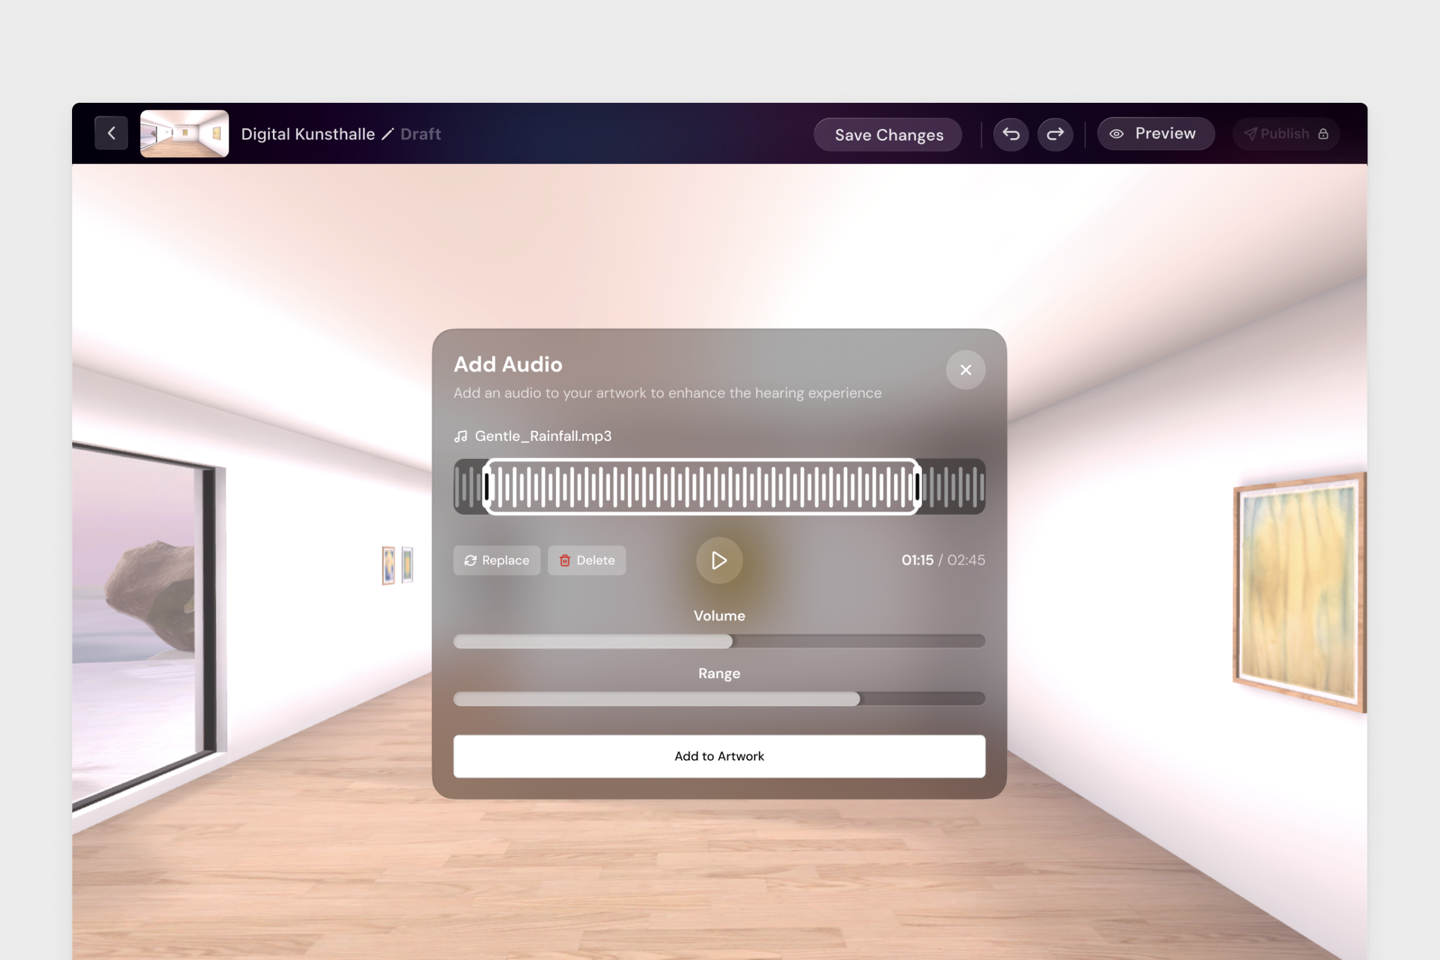 Digital Kunsthalle Draft
Save Changes
Preview
Publish
Add Audio
Add an audio to your artwork to enhance the hearing experience
Gentle_Rainfall.mp3
Replace
Delete
01:15 / 02:45
Volume
Range
Add to Artwork